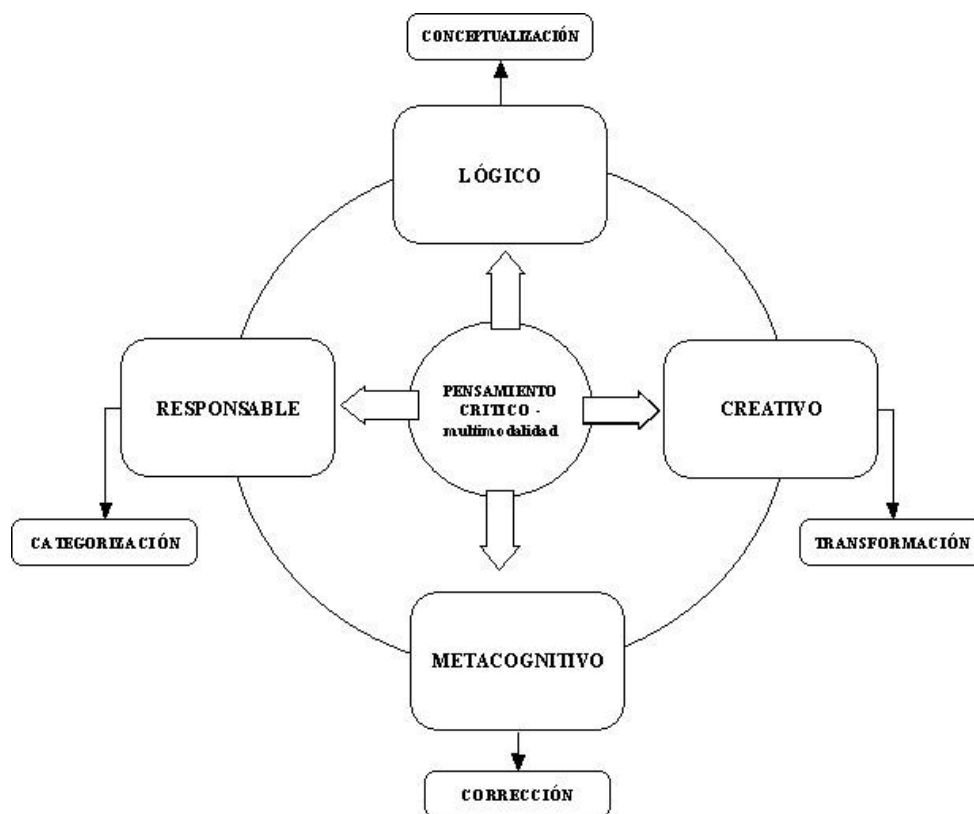 CONCEPTUALIZACIÓN
LÓGICO
RESPONSABLE
PENSAMIENTO
CRITICO -
multimodalidad
CREATIVO
CATEGORIZACIÓN
TRANSFORMACIÓN
METACOGNITIVO
CORRECCIÓN